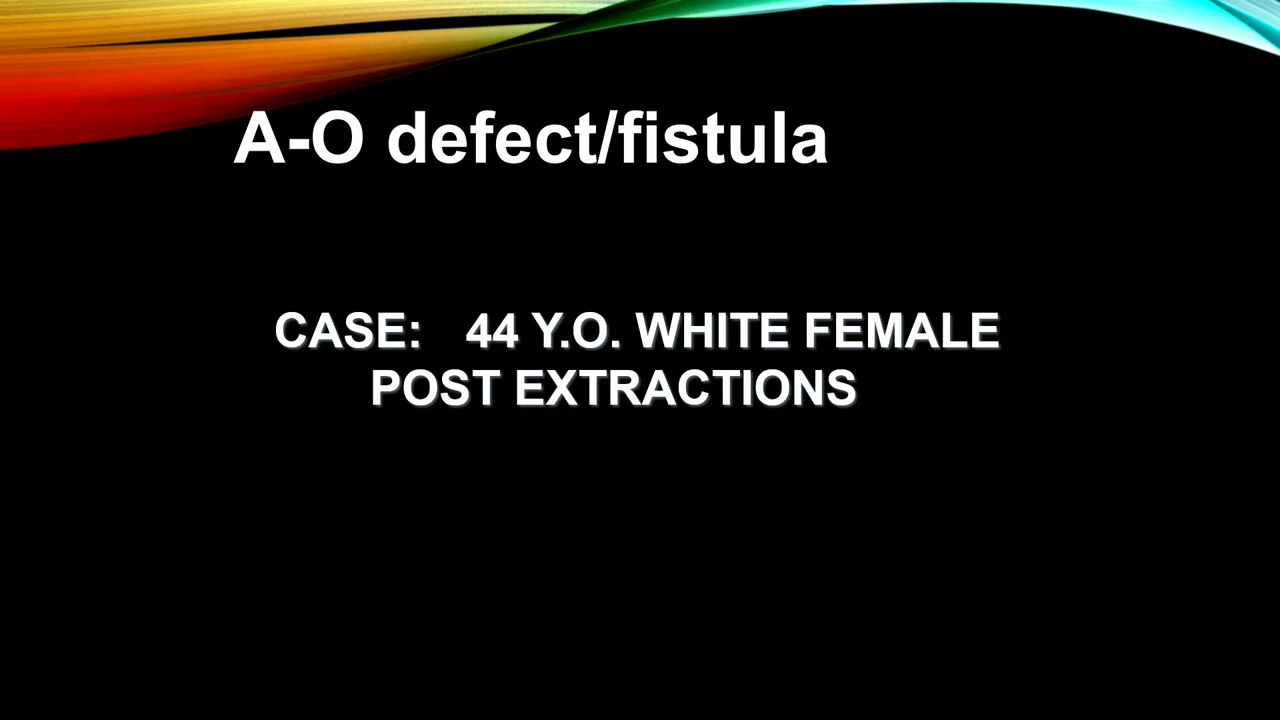 A-O defect/fistula
CASE: 44 Y.O. WHITE FEMALE
POST EXTRACTIONS